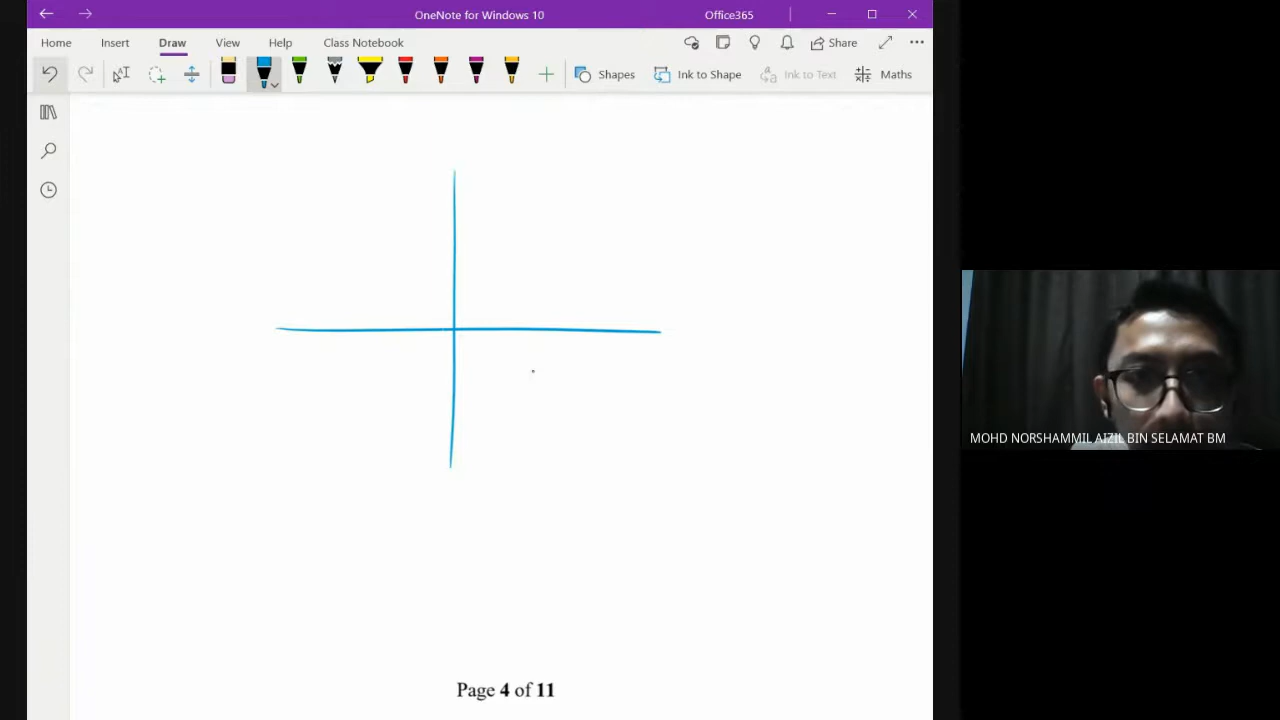 OneNote for Windows 10
Office365
Home Insert Draw View Help Class Notebook
Share
Shapes Ink to Shape Ink to Text Maths
MOHD NORSHAMMIL AIZIL BIN SELAMAT BM
Page 4 of 11